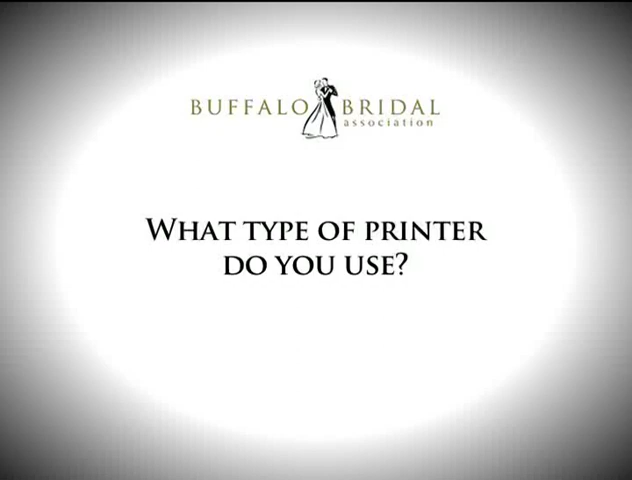 BUFFALO BRIDAL
association
WHAT TYPE OF PRINTER
DO YOU USE?